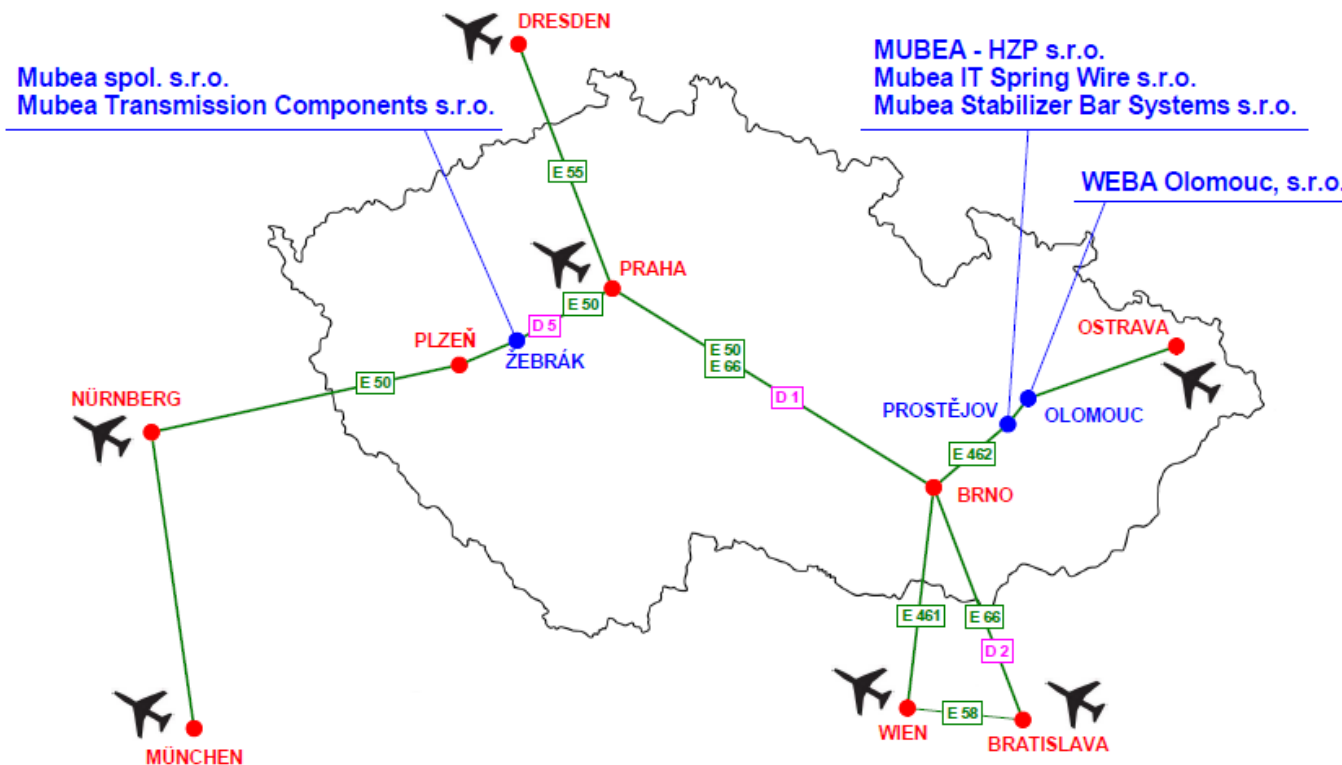 DRESDEN
Mubea spol. s.r.o.
Mubea Transmission Components s.r.o.
MUBEA - HZP s.r.o.
Mubea IT Spring Wire s.r.o.
Mubea Stabilizer Bar Systems s.r.o.
WEBA Olomouc, s.r.o.
E 55
PRAHA
E 50
D 5
PLZEŇ
ŽEBRÁK
E 50
E 66
D 1
OSTRAVA
E 50
NÜRNBERG
PROSTĚJOV
OLOMOUC
E 462
BRNO
E 461
E 66
D 2
E 58
WIEN
BRATISLAVA
MÜNCHEN